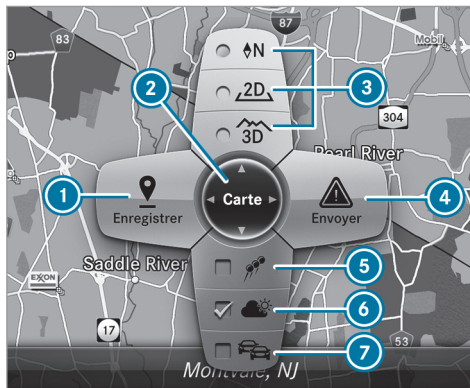 87
83
Mobil
N
2D
3
2
3D
304
Pearl River
1
Enregistrer
Carte
Envoyer
4
Saddle River
5
EXXON
6
17
53
7
Montvale, NJ